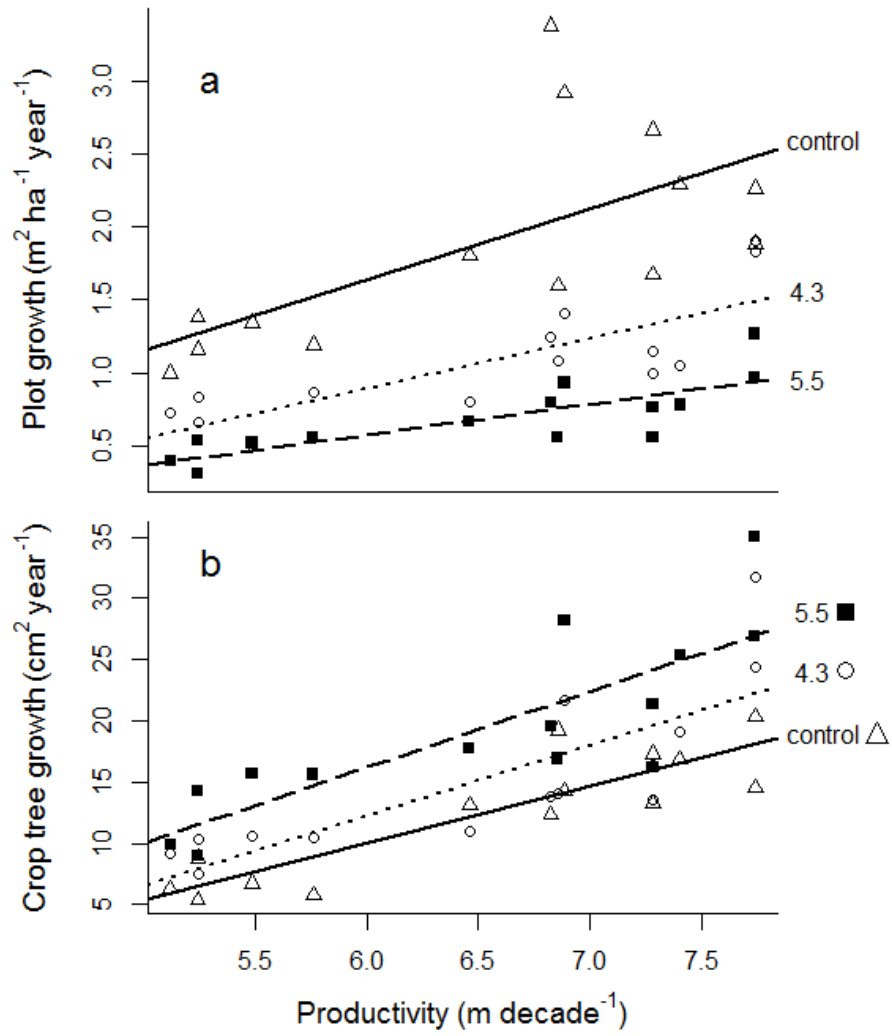 a
Plot growth (m² ha⁻¹ year⁻¹)
3.0
2.5
2.0
1.5
1.0
0.5
control
4.3
5.5
b
Crop tree growth (cm² year⁻¹)
35
30
25
20
15
10
5
5.5
4.3
control
5.5 6.0 6.5 7.0 7.5
Productivity (m decade⁻¹)